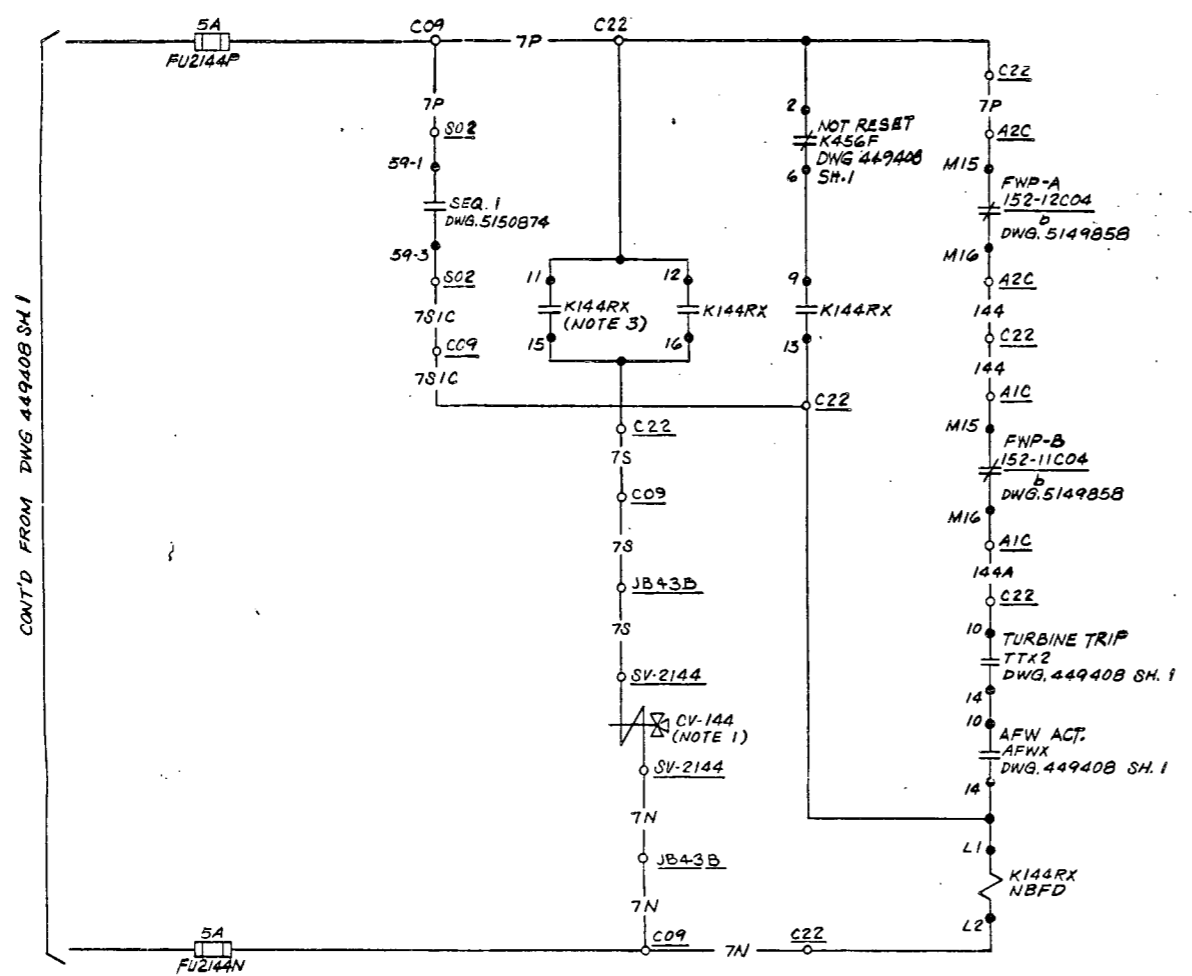 5A
FU2144P
C09
7P
C22
7P
S02
59-1
SEQ. 1
DWG. 5150874
59-3
S02
7S1C
C09
7S1C
11
K144RX
(NOTE 3)
15
12
K144RX
16
2
NOT RESET
K456F
DWG 449408
SH.1
6
9
K144RX
13
C22
C22
7P
A2C
M15
FWP-A
152-12C04
b
DWG. 5149858
M16
A2C
144
C22
144
A1C
M15
FWP-B
152-11C04
b
DWG. 5149858
M16
A1C
144A
C22
10
TURBINE TRIP
TTX2
DWG. 449408 SH. 1
14
10
AFW ACT.
AFWX
DWG. 449408 SH. 1
14
L1
K144RX
NBFD
L2
C22
7S
C09
7S
JB43B
7S
SV-2144
CV-144
(NOTE 1)
SV-2144
7N
JB43B
7N
C09
7N
C22
5A
FU2144N
CONT'D FROM DWG 449408 SH. 1